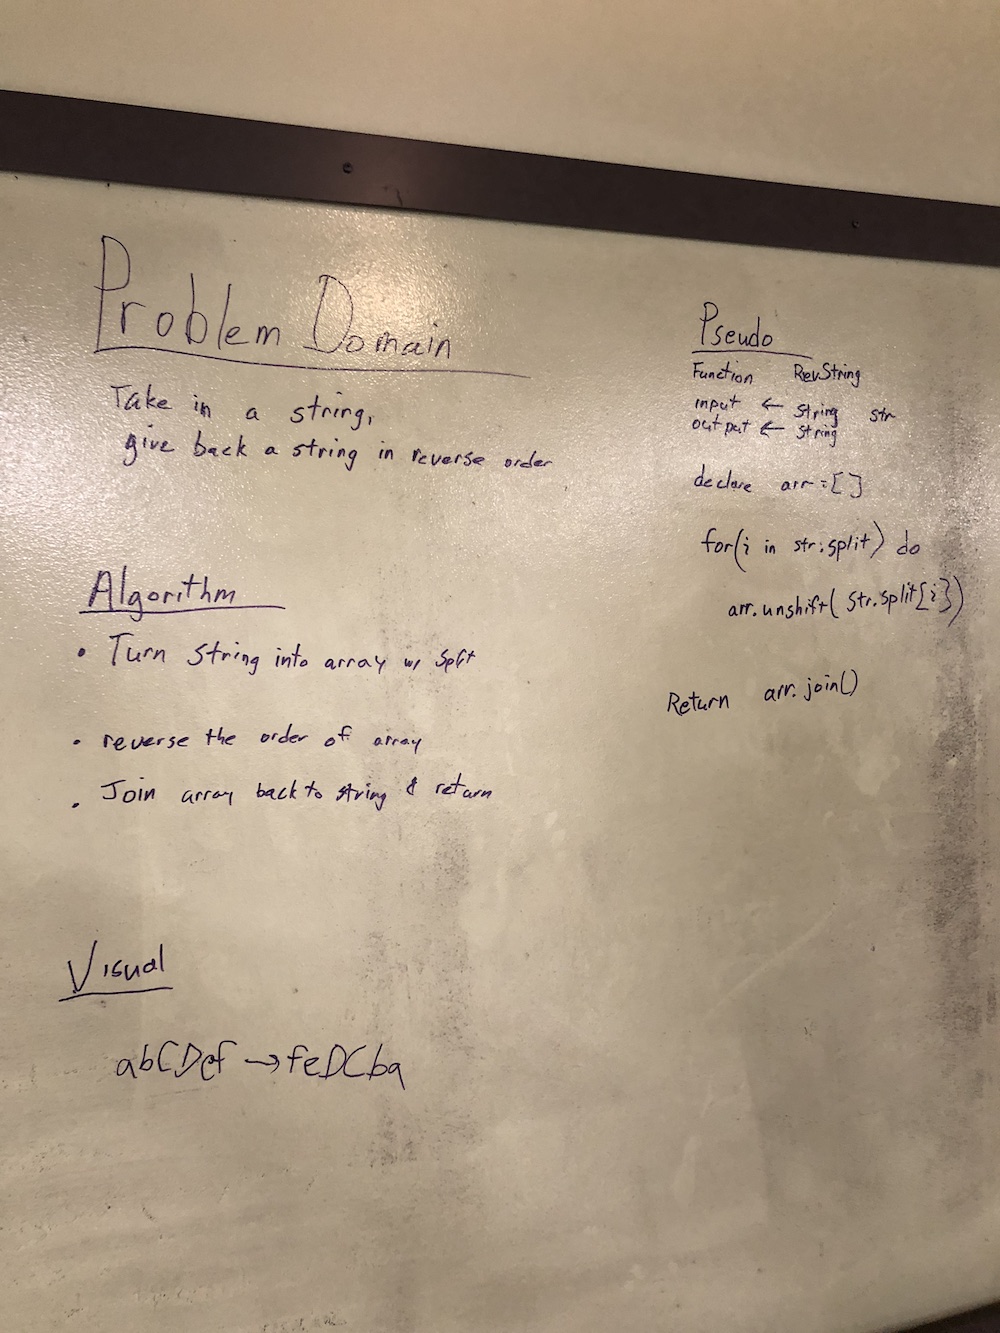 Problem Domain
Take in a string,
give back a string in reverse order
Algorithm
• Turn string into array w/ split
• reverse the order of array
• Join array back to string & return
Visual
abCDef → feDCba
Pseudo
Function RevString
input ← string str
output ← string
declare arr = []
for(i in str.split) do
arr.unshift(str.split[i])
Return arr.join()